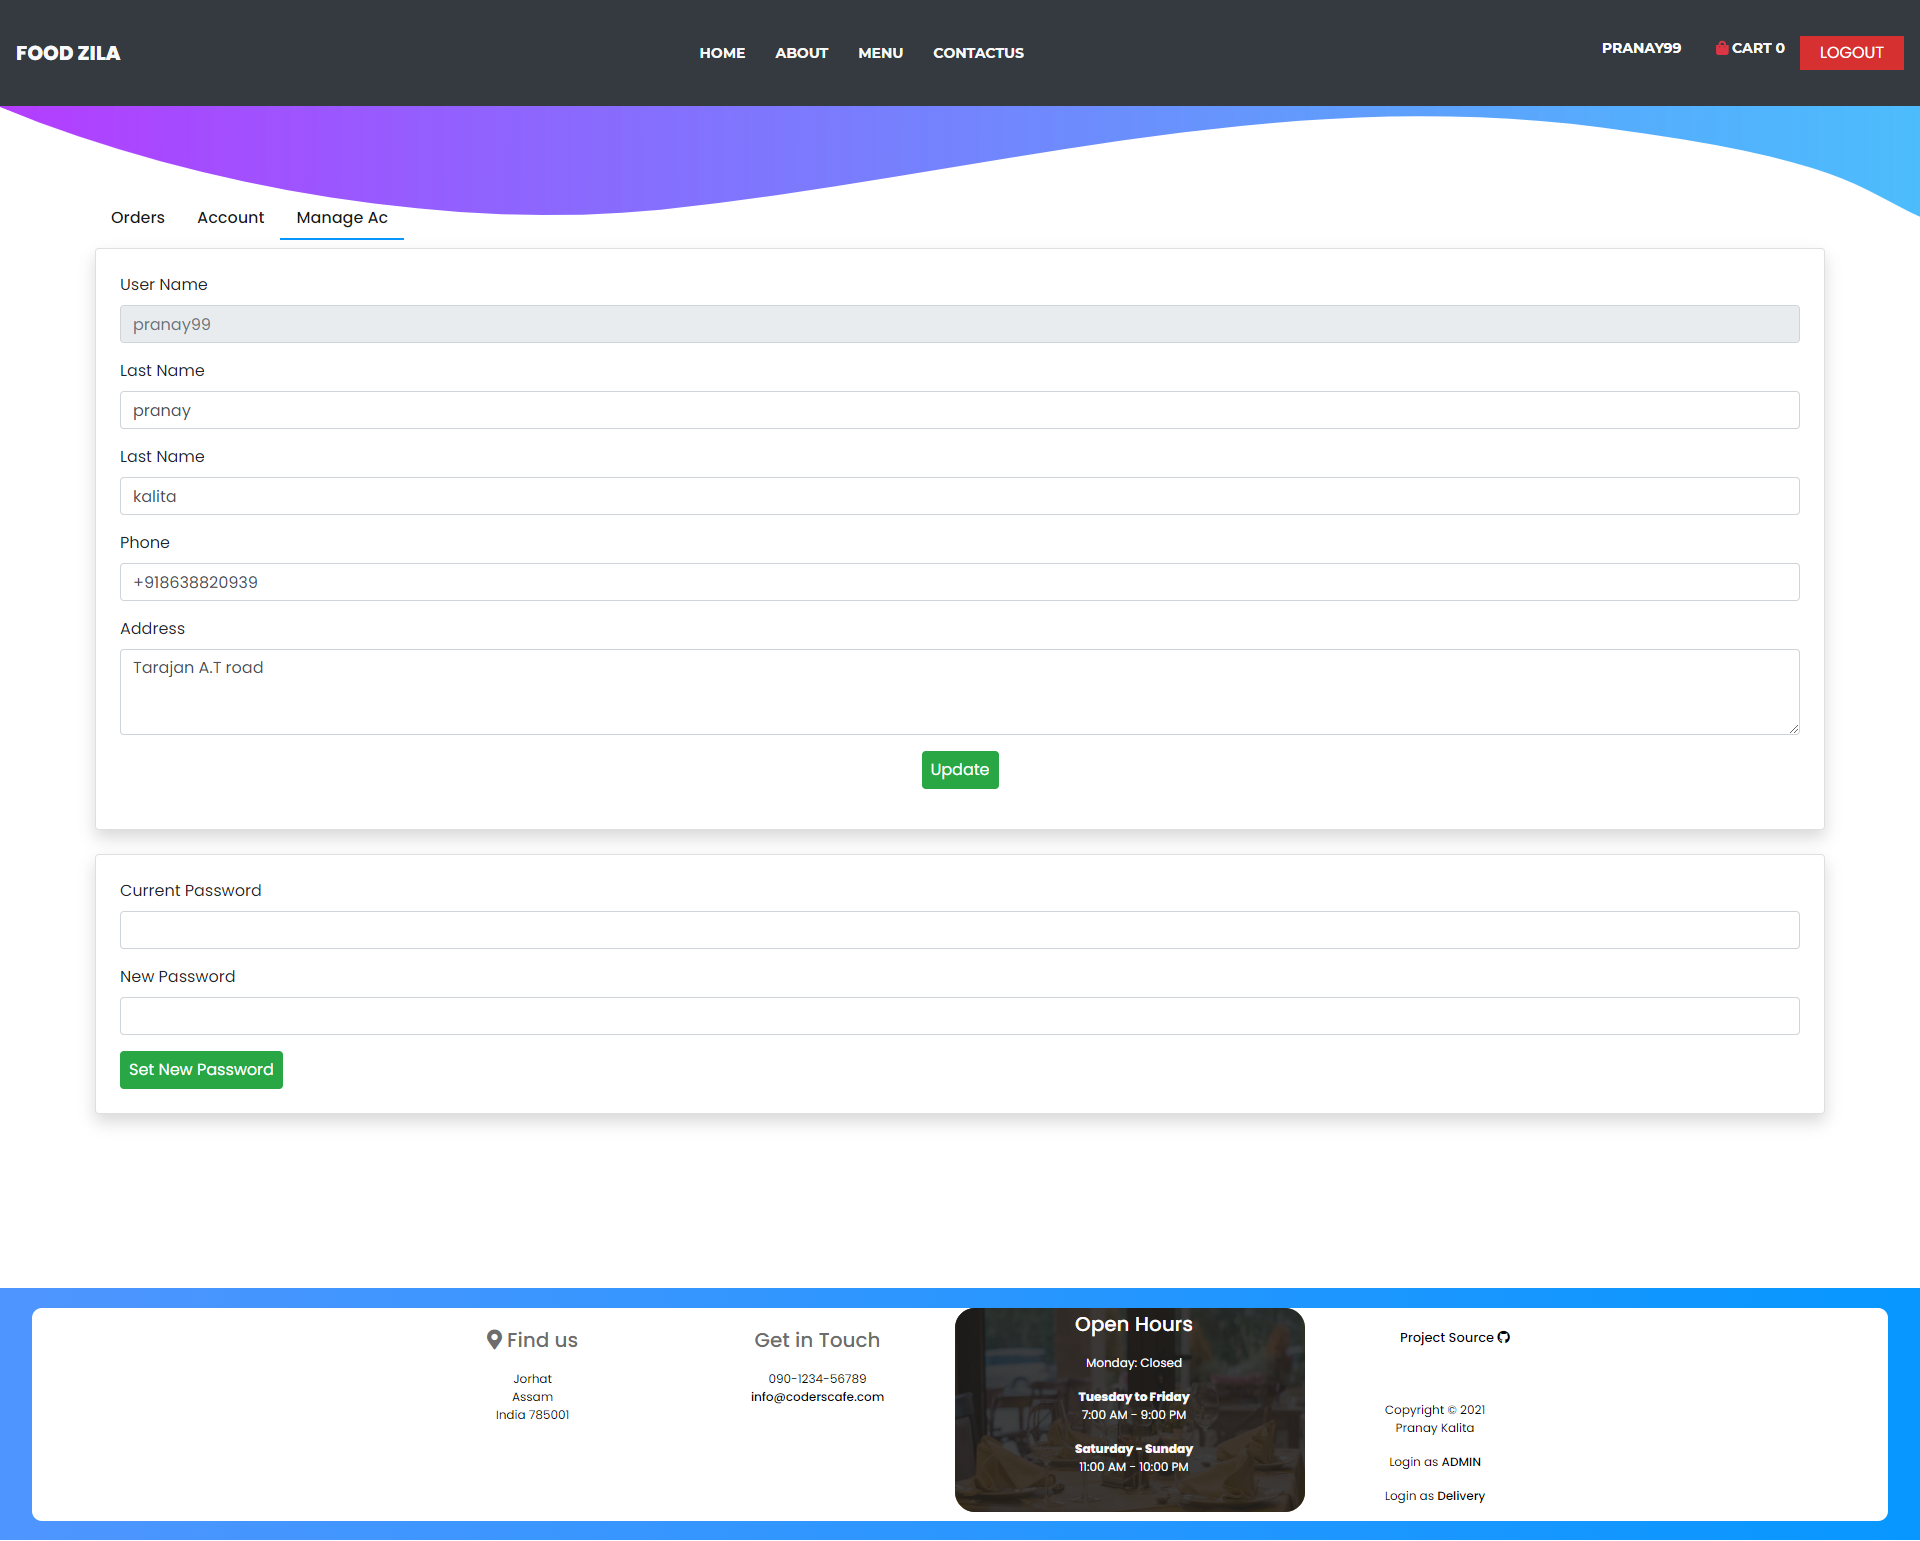 FOOD ZILA
HOME ABOUT MENU CONTACTUS
PRANAY99 CART 0 LOGOUT
Orders Account Manage Ac
User Name
pranay99
Last Name
pranay
Last Name
kalita
Phone
+918638820939
Address
Tarajan A.T road
Update
Current Password
New Password
Set New Password
Find us
Jorhat
Assam
India 785001
Get in Touch
090-1234-56789
info@coderscafe.com
Open Hours
Monday: Closed
Tuesday to Friday
7:00 AM - 9:00 PM
Saturday - Sunday
11:00 AM - 10:00 PM
Project Source
Copyright © 2021
Pranay Kalita
Login as ADMIN
Login as Delivery